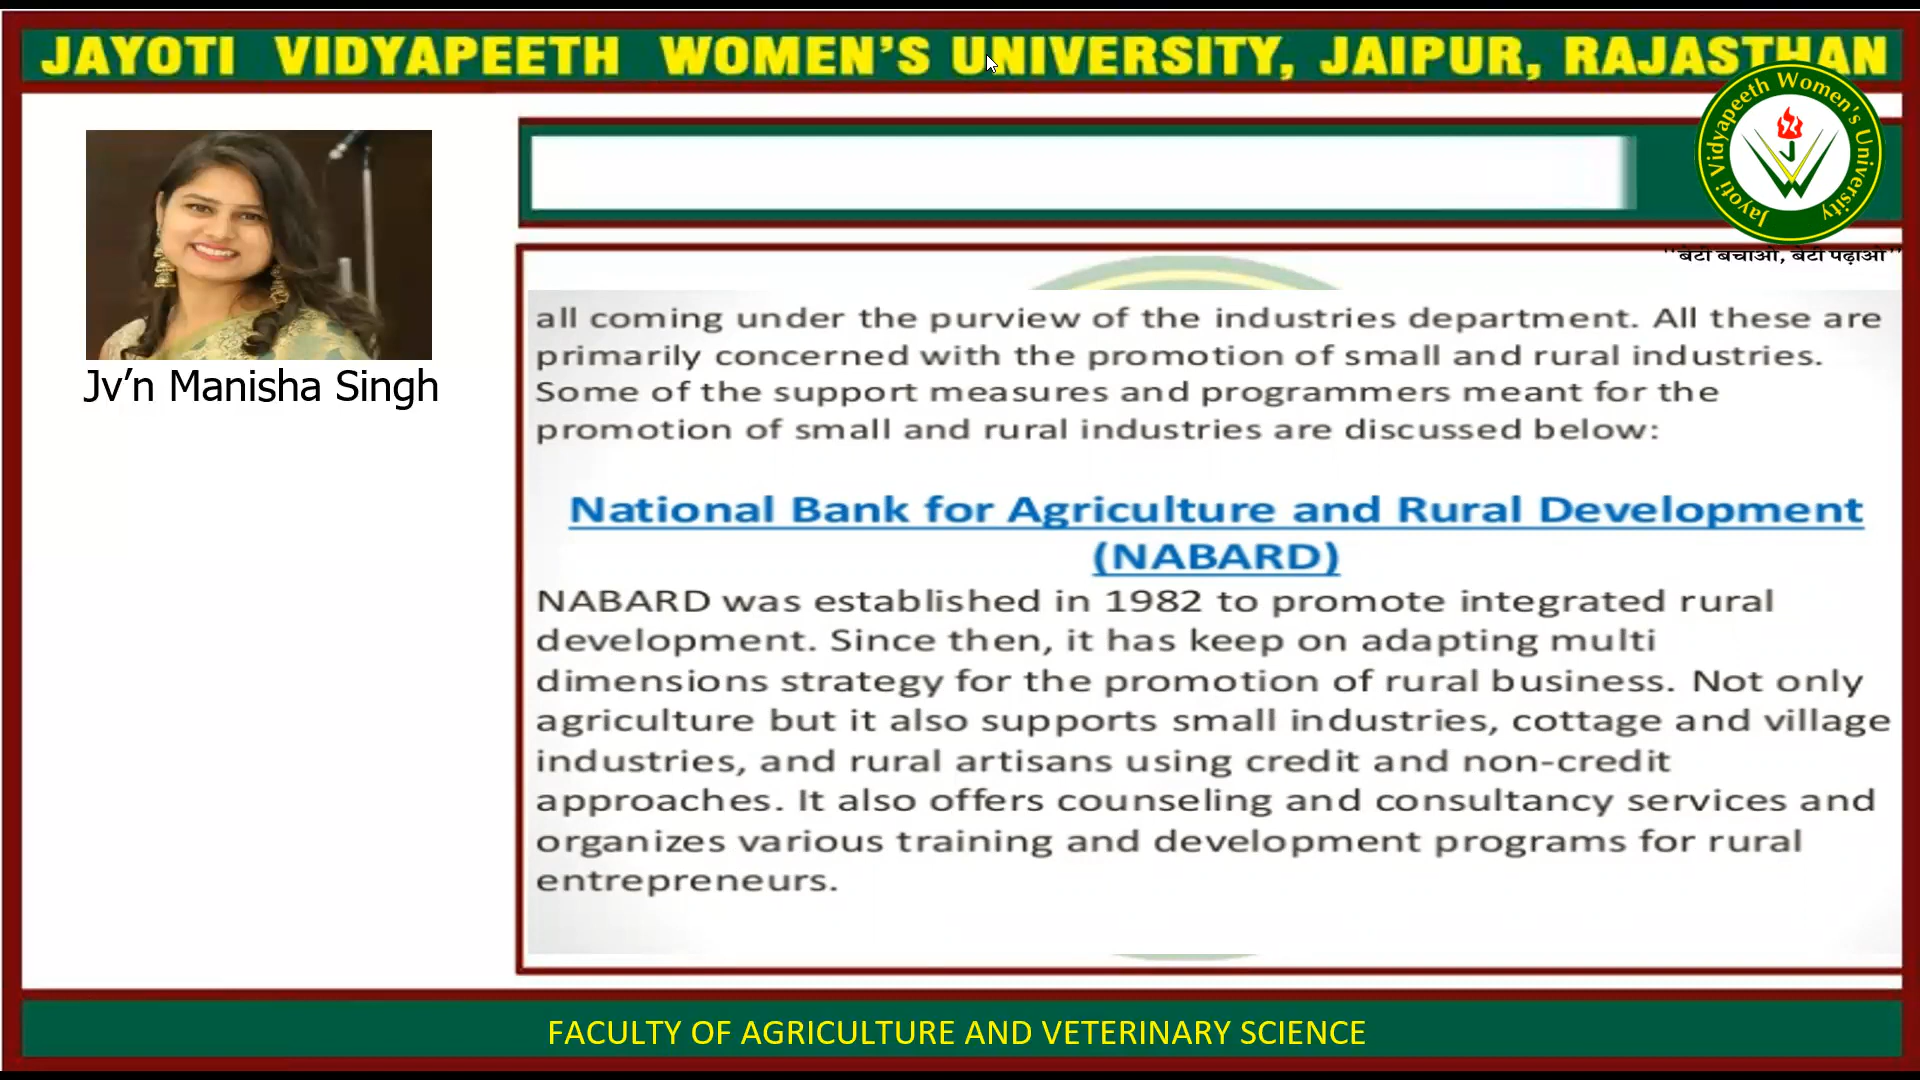 JAYOTI VIDYAPEETH WOMEN'S UNIVERSITY, JAIPUR, RAJASTHAN
Jayoti Vidyapeeth Women's University
"बेटी बचाओ, बेटी पढ़ाओ"
Jv'n Manisha Singh
all coming under the purview of the industries department. All these are
primarily concerned with the promotion of small and rural industries.
Some of the support measures and programmers meant for the
promotion of small and rural industries are discussed below:
National Bank for Agriculture and Rural Development
(NABARD)
NABARD was established in 1982 to promote integrated rural
development. Since then, it has keep on adapting multi
dimensions strategy for the promotion of rural business. Not only
agriculture but it also supports small industries, cottage and village
industries, and rural artisans using credit and non-credit
approaches. It also offers counseling and consultancy services and
organizes various training and development programs for rural
entrepreneurs.
FACULTY OF AGRICULTURE AND VETERINARY SCIENCE